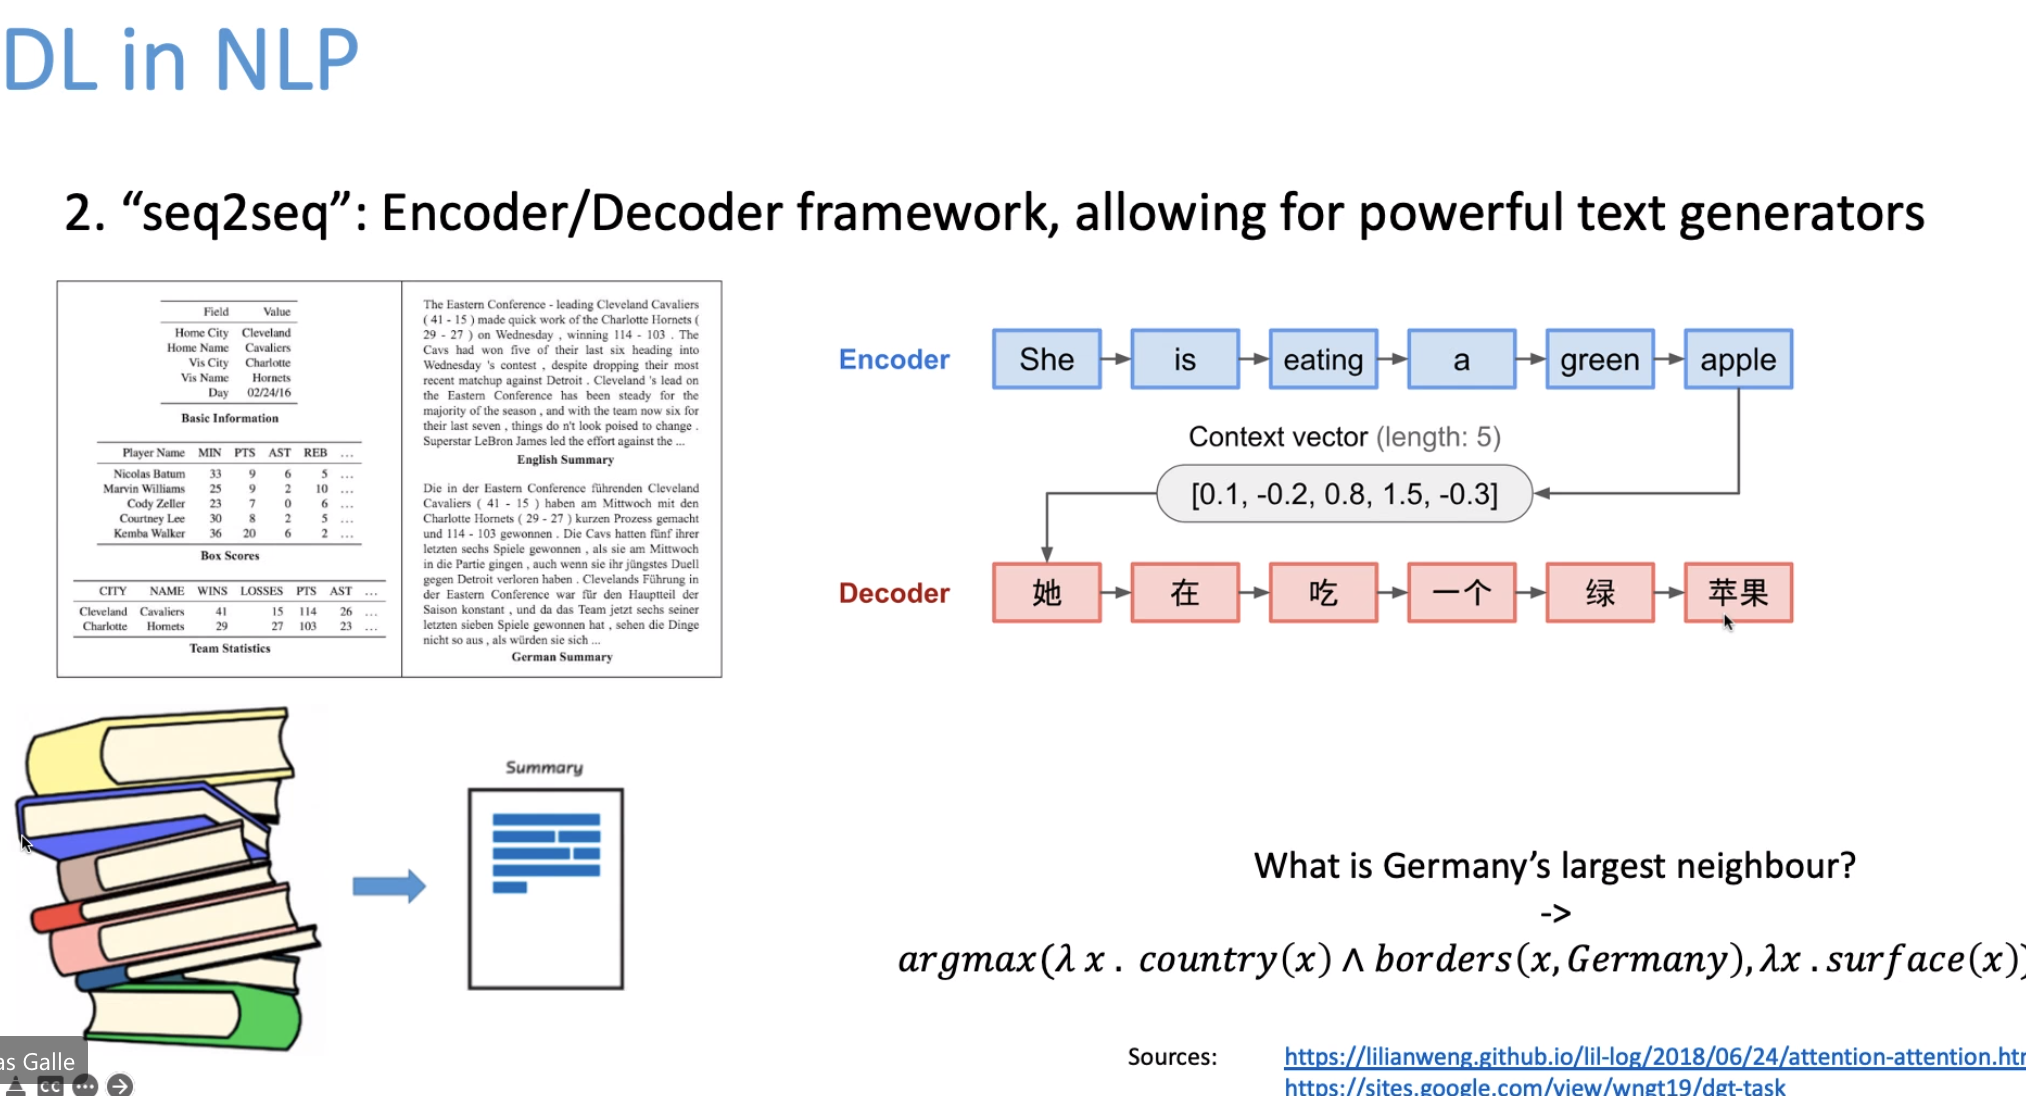 DL in NLP
2. “seq2seq”: Encoder/Decoder framework, allowing for powerful text generators
Field Value
Home City Cleveland
Home Name Cavaliers
Vis City Charlotte
Vis Name Hornets
Day 02/24/16
Basic Information
Player Name MIN PTS AST REB ...
Nicolas Batum 33 9 6 5 ...
Marvin Williams 25 9 2 10 ...
Cody Zeller 23 7 0 6 ...
Courtney Lee 30 8 2 5 ...
Kemba Walker 36 20 6 2 ...
Box Scores
CITY NAME WINS LOSSES PTS AST ...
Cleveland Cavaliers 41 15 114 26 ...
Charlotte Hornets 29 27 103 23 ...
Team Statistics
The Eastern Conference - leading Cleveland Cavaliers
( 41 - 15 ) made quick work of the Charlotte Hornets (
29 - 27 ) on Wednesday , winning 114 - 103 . The
Cavs had won five of their last six heading into
Wednesday 's contest , despite dropping their most
recent matchup against Detroit . Cleveland 's lead on
the Eastern Conference has been steady for the
majority of the season , and with the team now six for
their last seven , things do n't look poised to change .
Superstar LeBron James led the effort against the ...
English Summary
Die in der Eastern Conference führenden Cleveland
Cavaliers ( 41 - 15 ) haben am Mittwoch mit den
Charlotte Hornets ( 29 - 27 ) kurzen Prozess gemacht
und 114 - 103 gewonnen . Die Cavs hatten fünf ihrer
letzten sechs Spiele gewonnen , als sie am Mittwoch
in die Partie gingen , auch wenn sie ihr jüngstes Duell
gegen Detroit verloren haben . Clevelands Führung in
der Eastern Conference war für den Hauptteil der
Saison konstant , und da das Team jetzt sechs seiner
letzten sieben Spiele gewonnen hat , sehen die Dinge
nicht so aus , als würden sie sich ...
German Summary
Encoder She is eating a green apple
Context vector (length: 5)
[0.1, -0.2, 0.8, 1.5, -0.3]
Decoder 她 在 吃 一个 绿 苹果
Summary
What is Germany’s largest neighbour?
->
argmax(λ x . country(x) ∧ borders(x, Germany), λx . surface(x))
Sources: https://lilianweng.github.io/lil-log/2018/06/24/attention-attention.htm
https://sites.google.com/view/wngt19/dgt-task
as Galle
CC